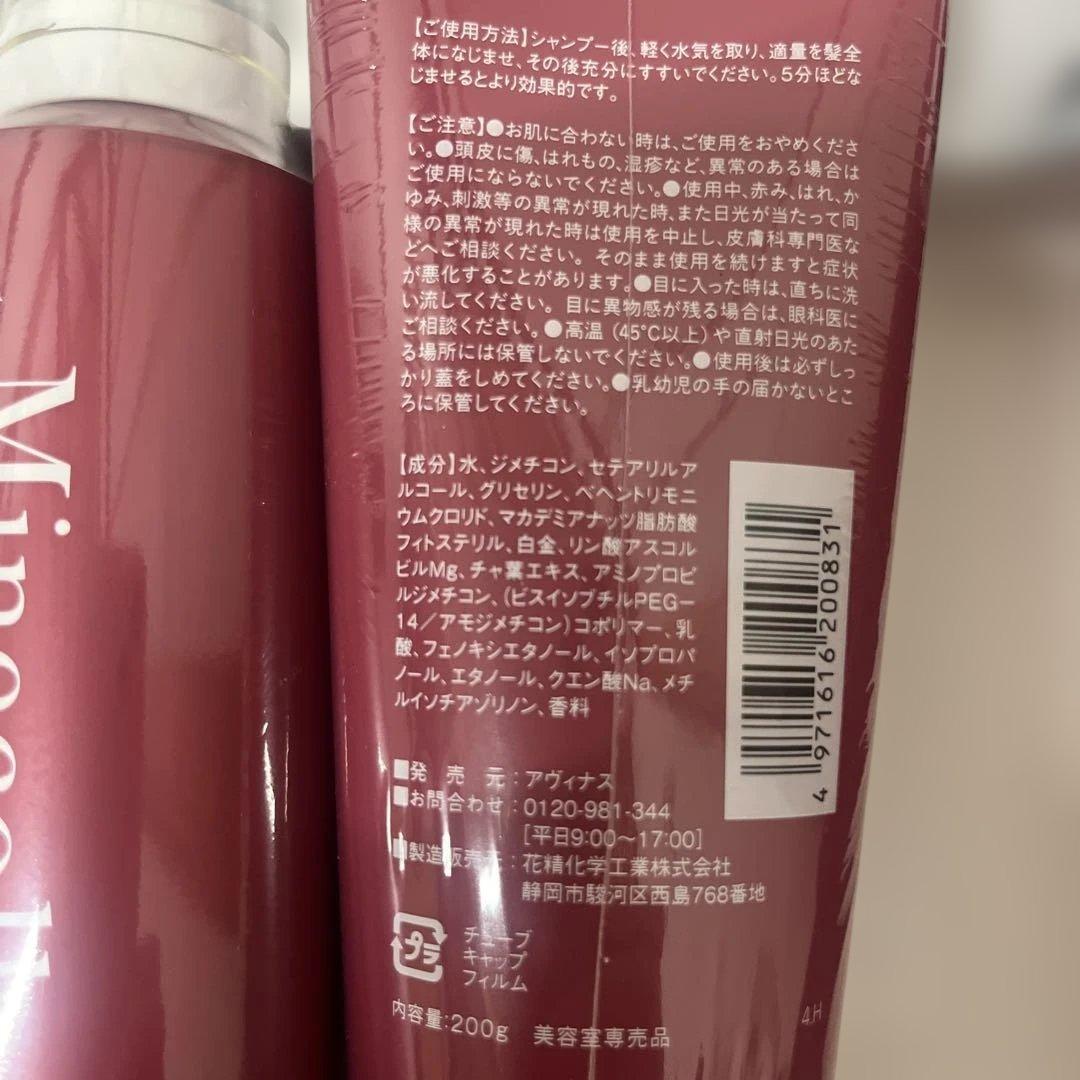 【ご使用方法】シャンプー後、軽く水気を取り、適量を髪全
体になじませ、その後充分にすすいでください。5分ほどな
じませるとより効果的です。
【ご注意】●お肌に合わない時は、ご使用をおやめくださ
い。●頭皮に傷、はれもの、湿疹など、異常のある場合は
ご使用にならないでください。●使用中、赤み、はれ、か
ゆみ、刺激等の異常が現れた時、また日光が当たって同
様の異常が現れた時は使用を中止し、皮膚科専門医な
どへご相談ください。そのまま使用を続けますと症状
が悪化することがあります。●目に入った時は、直ちに洗
い流してください。目に異物感が残る場合は、眼科医に
ご相談ください。●高温(45℃以上)や直射日光のあた
る場所には保管しないでください。●使用後は必ずしっ
かり蓋をしめてください。●乳幼児の手の届かないとこ
ろに保管してください。
【成分】水、ジメチコン、セテアリルア
ルコール、グリセリン、ベヘントリモニ
ウムクロリド、マカデミアナッツ脂肪酸
フィトステリル、白金、リン酸アスコル
ビルMg、チャ葉エキス、アミノプロピ
ルジメチコン、(ビスイソブチルPEG-
14/アモジメチコン)コポリマー、乳
酸、フェノキシエタノール、イソプロパ
ノール、エタノール、クエン酸Na、メチ
ルイソチアゾリノン、香料
4971616200831
■発売元:アヴィナス
■お問合わせ:0120-981-344
[平日9:00〜17:00]
■製造販売元:花精化学工業株式会社
静岡市駿河区西島768番地
プラ
チューブ
キャップ
フィルム
内容量:200g 美容室専売品
4.H